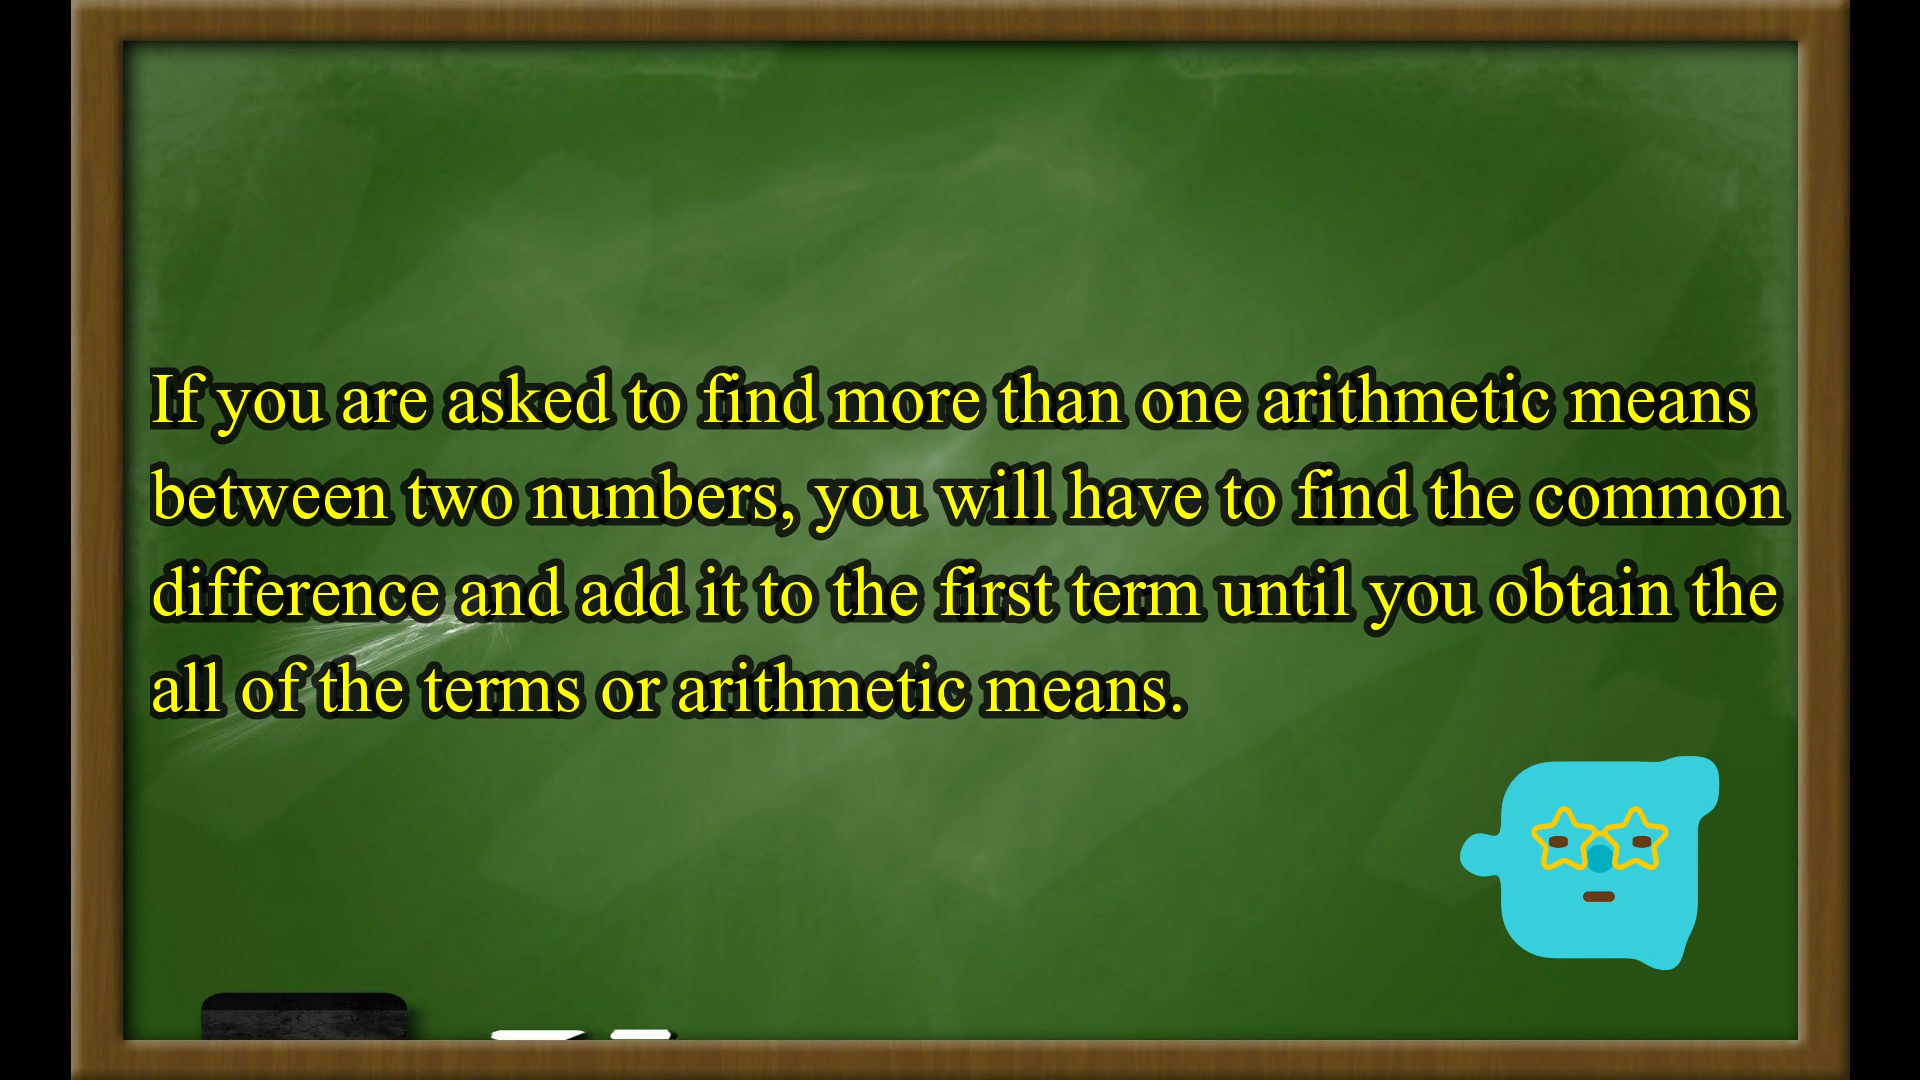 If you are asked to find more than one arithmetic means
between two numbers, you will have to find the common
difference and add it to the first term until you obtain the
all of the terms or arithmetic means.